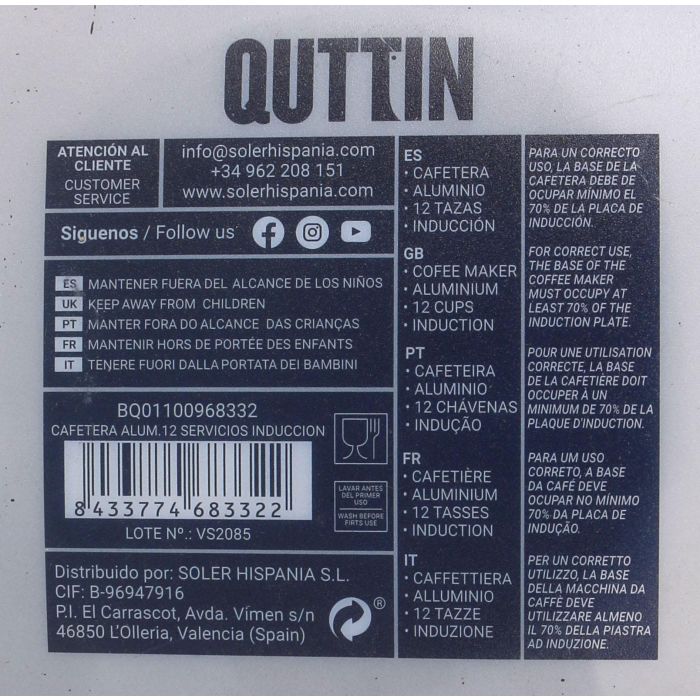 QUTTIN
ATENCIÓN AL
CLIENTE
CUSTOMER
SERVICE
info@solerhispania.com
+34 962 208 151
www.solerhispania.com
Siguenos / Follow us
ES MANTENER FUERA DEL ALCANCE DE LOS NIÑOS
UK KEEP AWAY FROM CHILDREN
PT MANTER FORA DO ALCANCE DAS CRIANÇAS
FR MANTENIR HORS DE PORTÉE DES ENFANTS
IT TENERE FUORI DALLA PORTATA DEI BAMBINI
BQ01100968332
CAFETERA ALUM.12 SERVICIOS INDUCCION
8 433774 683322
LOTE Nº.: VS2085
LAVAR ANTES
DEL PRIMER
USO
WASH BEFORE
FIRTS USE
Distribuido por: SOLER HISPANIA S.L.
CIF: B-96947916
P.I. El Carrascot, Avda. Vímen s/n
46850 L'Olleria, Valencia (Spain)
®
ES
• CAFETERA
• ALUMINIO
• 12 TAZAS
• INDUCCIÓN
GB
• COFEE MAKER
• ALUMINIUM
• 12 CUPS
• INDUCTION
PT
• CAFETEIRA
• ALUMINIO
• 12 CHÁVENAS
• INDUÇÃO
FR
• CAFETIÈRE
• ALUMINIUM
• 12 TASSES
• INDUCTION
IT
• CAFFETTIERA
• ALLUMINIO
• 12 TAZZE
• INDUZIONE
PARA UN CORRECTO
USO, LA BASE DE LA
CAFETERA DEBE DE
OCUPAR MÍNIMO EL
70% DE LA PLACA DE
INDUCCIÓN.
FOR CORRECT USE,
THE BASE OF THE
COFFEE MAKER
MUST OCCUPY AT
LEAST 70% OF THE
INDUCTION PLATE.
POUR UNE UTILISATION
CORRECTE, LA BASE
DE LA CAFETIÈRE DOIT
OCCUPER À UN
MINIMUM DE 70% DE LA
PLAQUE D'INDUCTION.
PARA UM USO
CORRETO, A BASE
DA CAFÉ DEVE
OCUPAR NO MÍNIMO
70% DA PLACA DE
INDUÇÃO.
PER UN CORRETTO
UTILIZZO, LA BASE
DELLA MACCHINA DA
CAFFÈ DEVE
UTILIZZARE ALMENO
IL 70% DELLA PIASTRA
AD INDUZIONE.